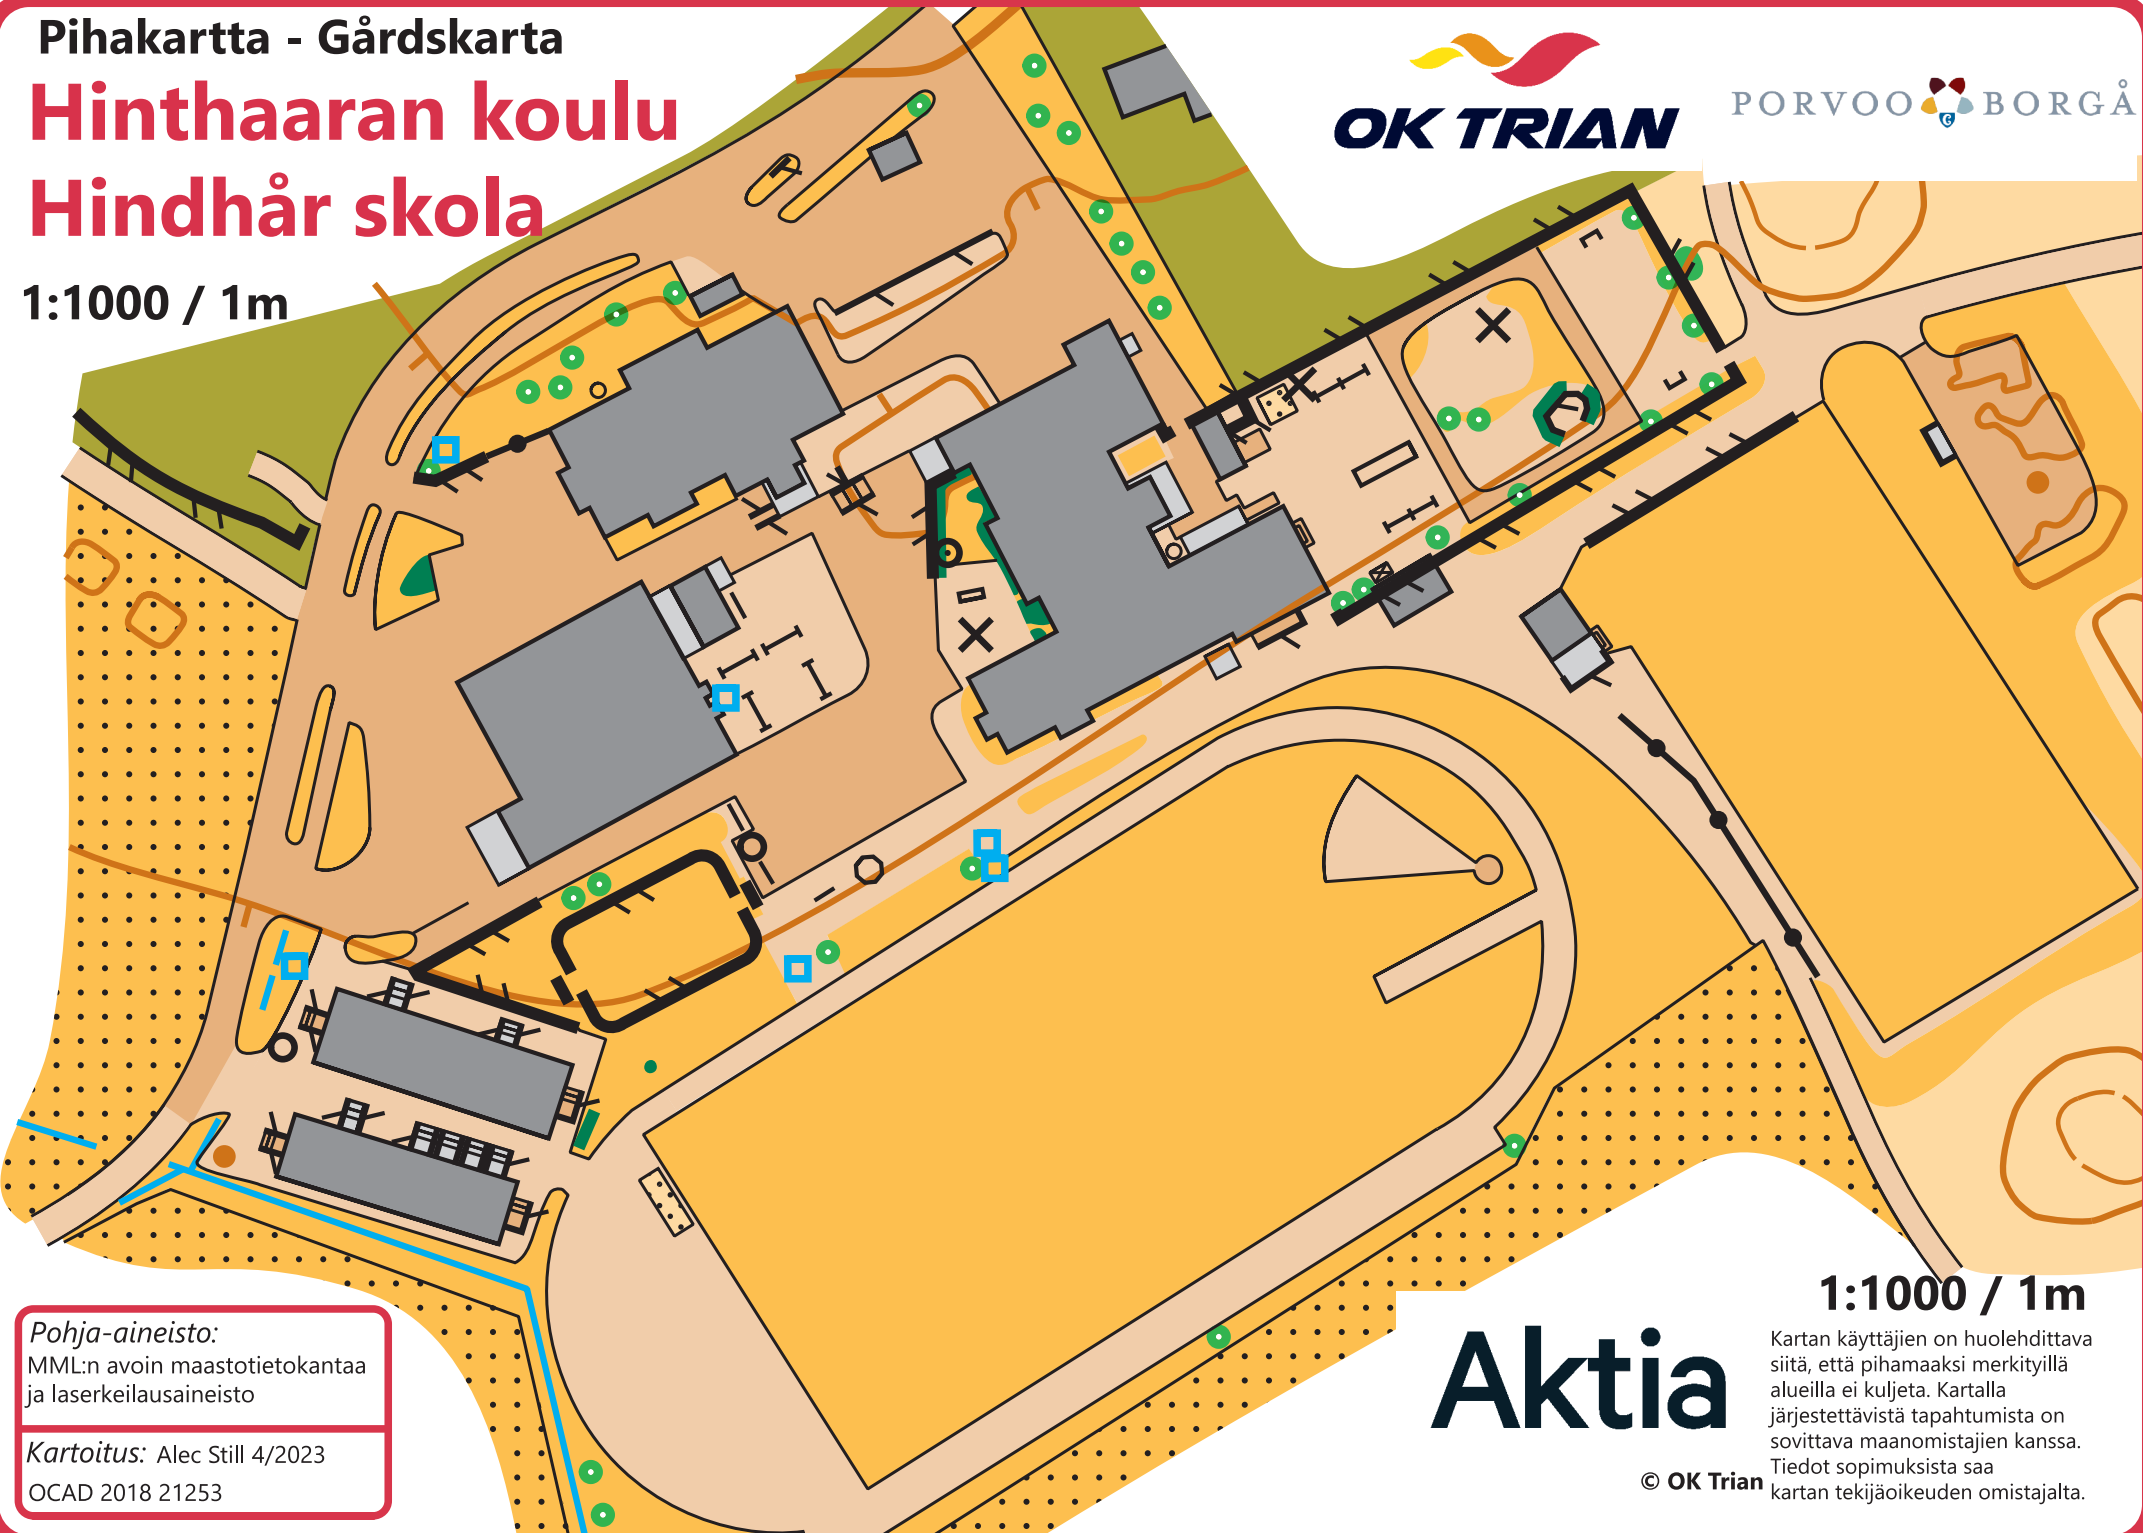 Pihakartta - Gårdskarta
Hinthaaran koulu
Hindhår skola
1:1000 / 1m
OK TRIAN
PORVOO BORGÅ
Pohja-aineisto:
MML:n avoin maastotietokantaa
ja laserkeilausaineisto
Kartoitus: Alec Still 4/2023
OCAD 2018 21253
1:1000 / 1m
Aktia
© OK Trian
Kartan käyttäjien on huolehdittava
siitä, että pihamaaksi merkityillä
alueilla ei kuljeta. Kartalla
järjestettävistä tapahtumista on
sovittava maanomistajien kanssa.
Tiedot sopimuksista saa
kartan tekijäoikeuden omistajalta.